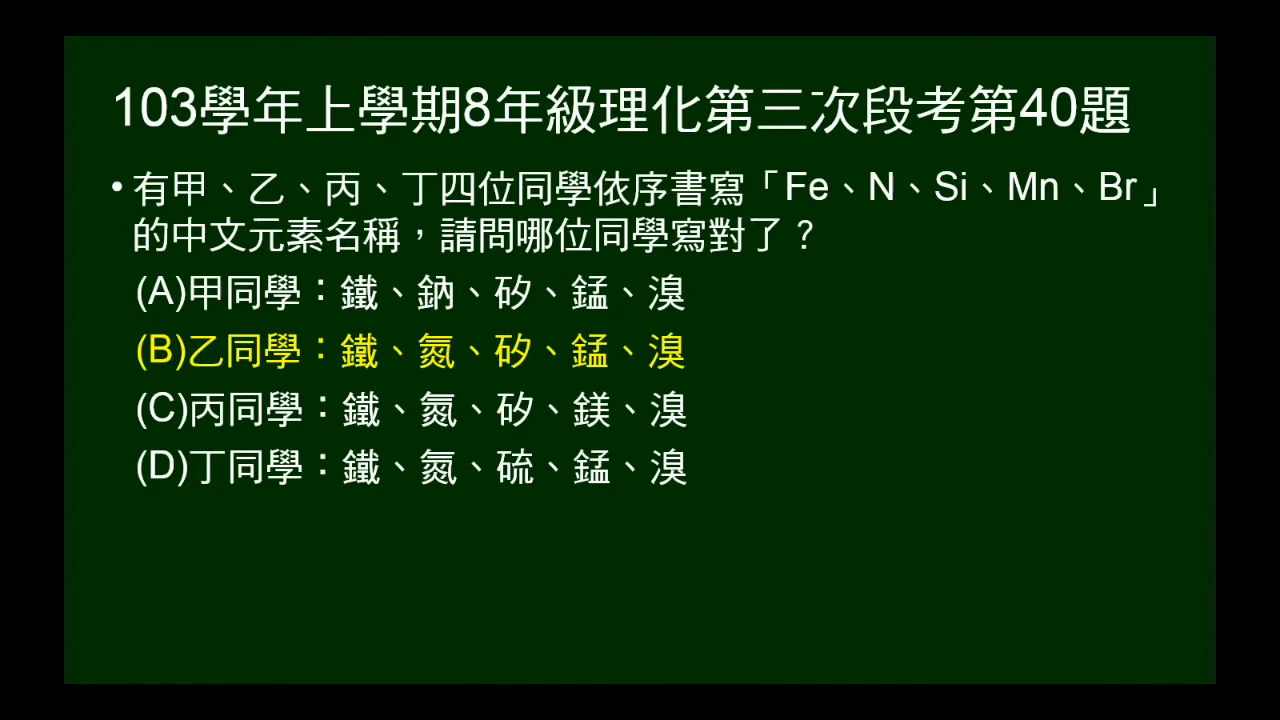 103學年上學期8年級理化第三次段考第40題
•有甲、乙、丙、丁四位同學依序書寫「Fe、N、Si、Mn、Br」
的中文元素名稱，請問哪位同學寫對了？
(A)甲同學：鐵、鈉、矽、錳、溴
(B)乙同學：鐵、氮、矽、錳、溴
(C)丙同學：鐵、氮、矽、鎂、溴
(D)丁同學：鐵、氮、硫、錳、溴